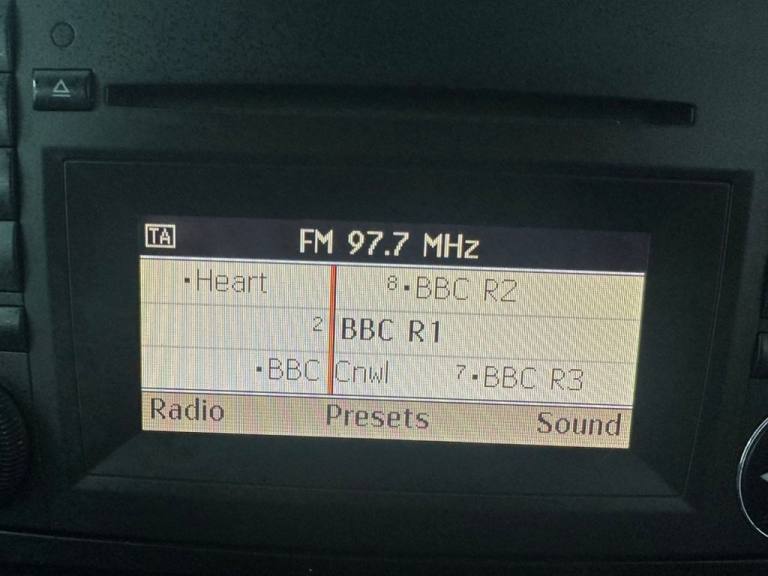 TA FM 97.7 MHz
·Heart 8·BBC R2
2 BBC R1
·BBC Cnwl 7·BBC R3
Radio Presets Sound